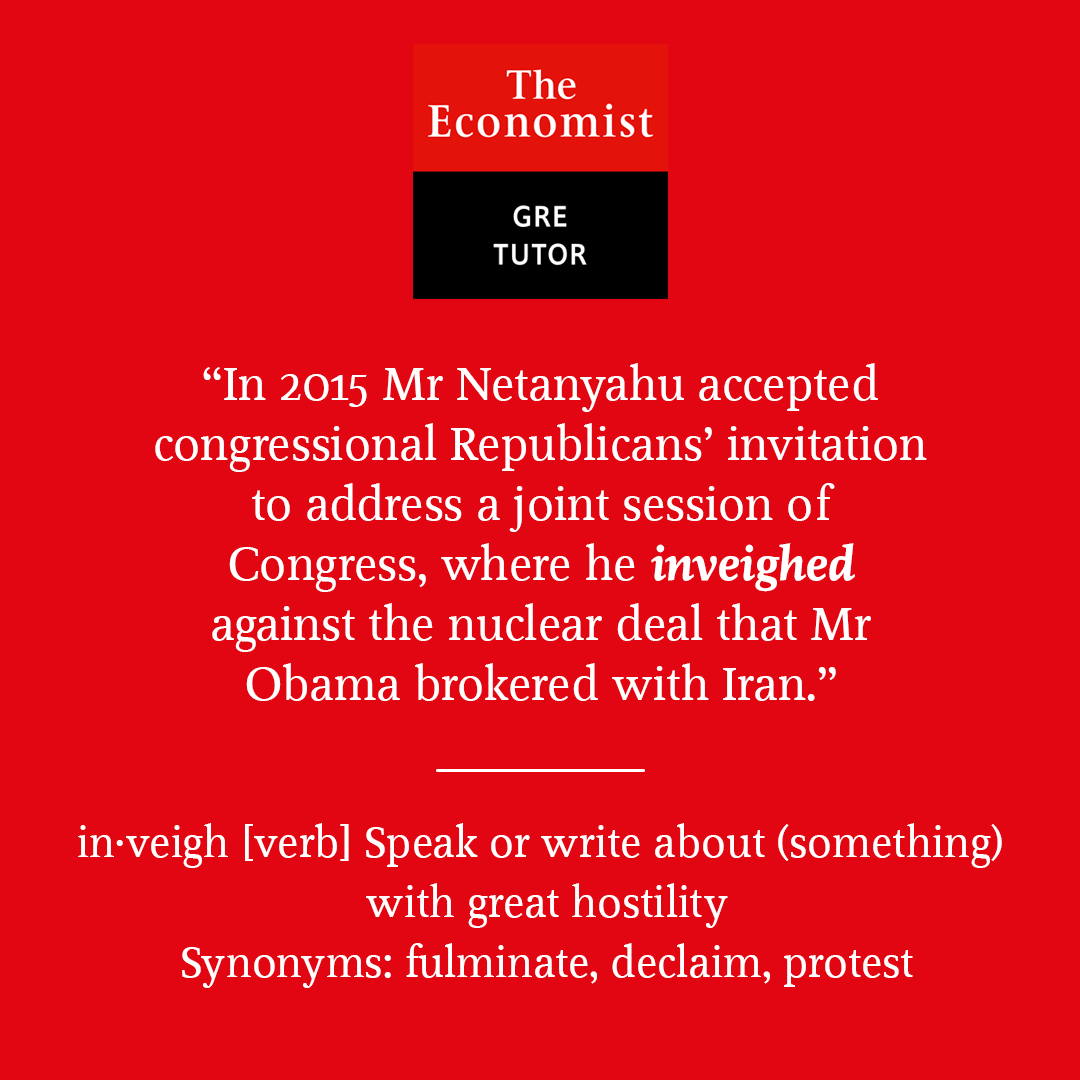 The
Economist
GRE
TUTOR
“In 2015 Mr Netanyahu accepted
congressional Republicans’ invitation
to address a joint session of
Congress, where he inveighed
against the nuclear deal that Mr
Obama brokered with Iran.”
in·veigh [verb] Speak or write about (something)
with great hostility
Synonyms: fulminate, declaim, protest